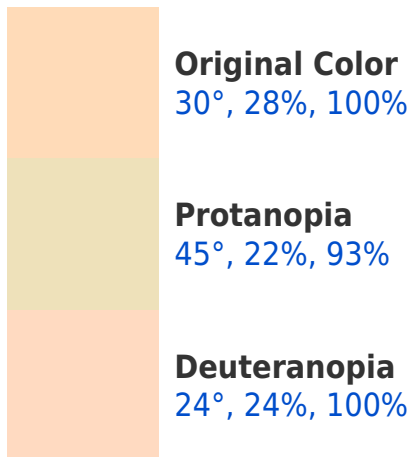 Original Color
30°, 28%, 100%
Protanopia
45°, 22%, 93%
Deuteranopia
24°, 24%, 100%